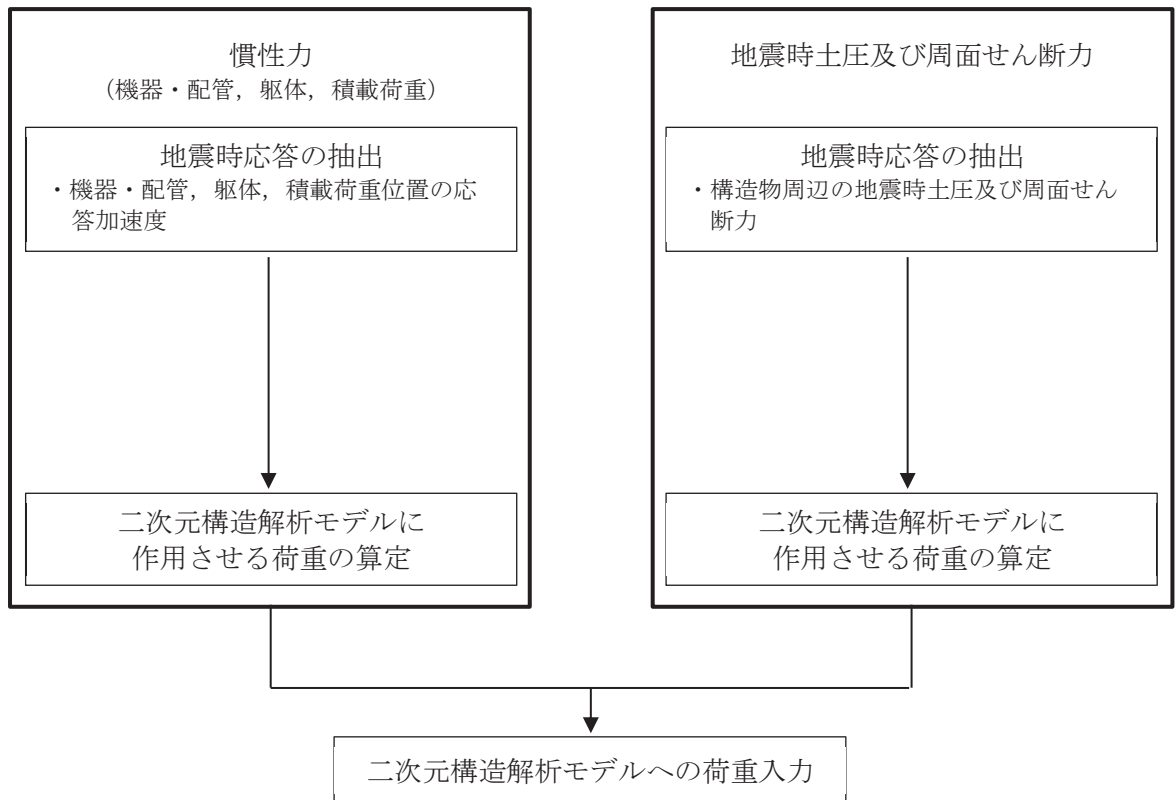 慣性力
（機器・配管，躯体，積載荷重）
地震時応答の抽出
・機器・配管，躯体，積載荷重位置の応
答加速度
二次元構造解析モデルに
作用させる荷重の算定
地震時土圧及び周面せん断力
地震時応答の抽出
・構造物周辺の地震時土圧及び周面せん
断力
二次元構造解析モデルに
作用させる荷重の算定
二次元構造解析モデルへの荷重入力